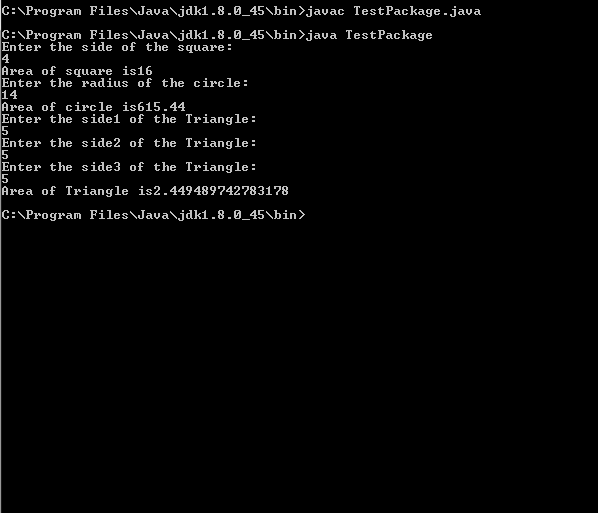 C:\Program Files\Java\jdk1.8.0_45\bin>javac TestPackage.java
C:\Program Files\Java\jdk1.8.0_45\bin>java TestPackage
Enter the side of the square:
4
Area of square is16
Enter the radius of the circle:
14
Area of circle is615.44
Enter the side1 of the Triangle:
5
Enter the side2 of the Triangle:
5
Enter the side3 of the Triangle:
5
Area of Triangle is2.449489742783178
C:\Program Files\Java\jdk1.8.0_45\bin>